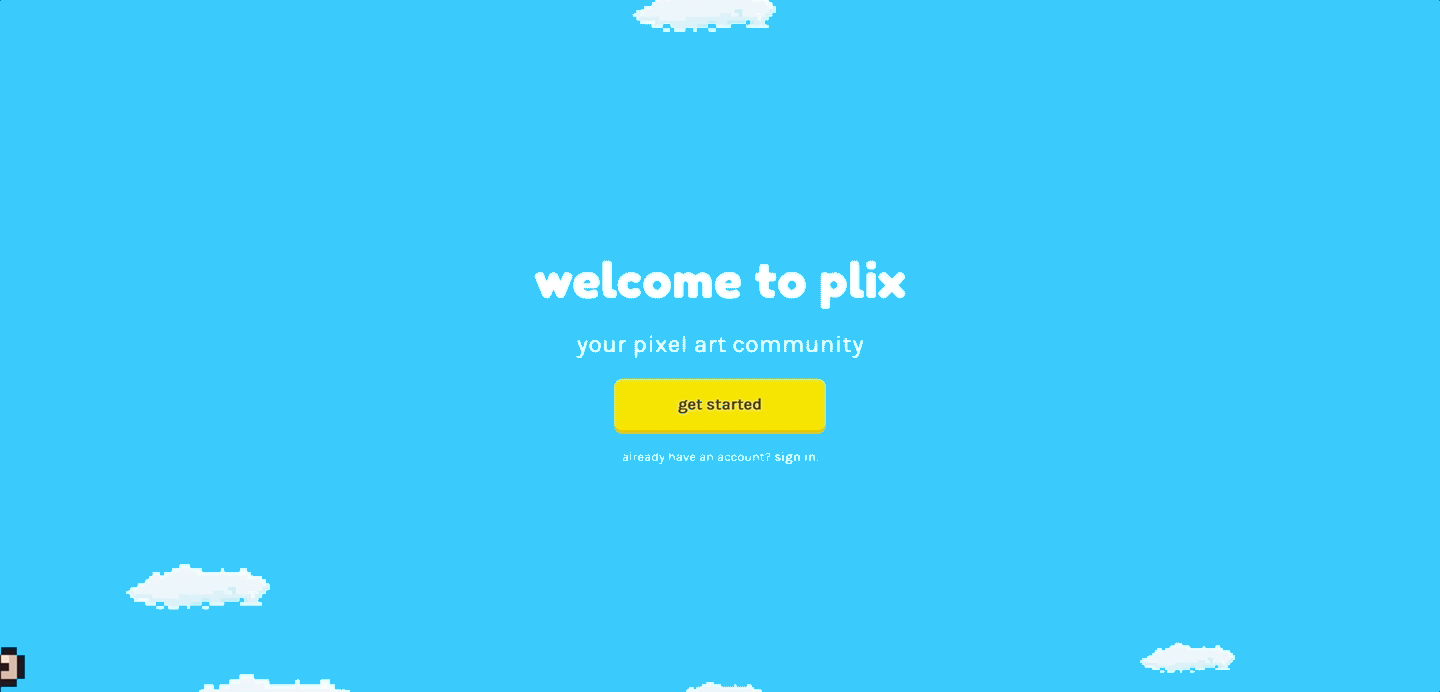 welcome to plix
your pixel art community
get started
already have an account? sign in.